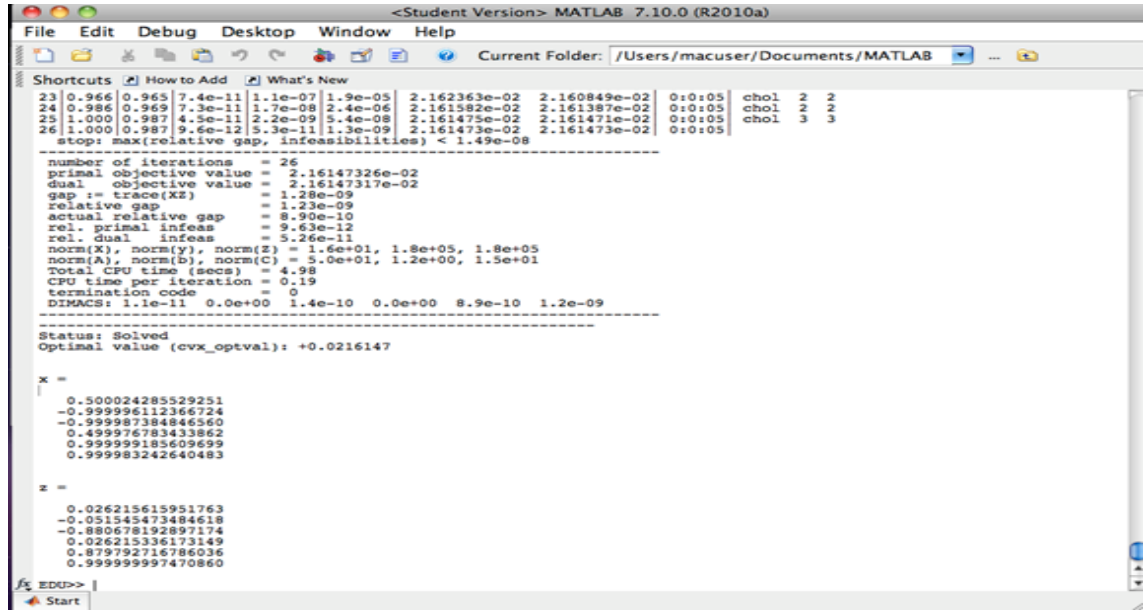 <Student Version> MATLAB 7.10.0 (R2010a)
File Edit Debug Desktop Window Help
Current Folder: /Users/macuser/Documents/MATLAB
Shortcuts How to Add What's New
23|0.966|0.965|7.4e-11|1.1e-07|1.9e-05| 2.162363e-02 2.160849e-02| 0:0:05| chol 2 2
24|0.986|0.969|7.3e-11|1.7e-08|2.4e-06| 2.161582e-02 2.161387e-02| 0:0:05| chol 2 2
25|1.000|0.987|4.5e-11|2.2e-09|5.4e-08| 2.161475e-02 2.161471e-02| 0:0:05| chol 3 3
26|1.000|0.987|9.6e-12|5.3e-11|1.3e-09| 2.161473e-02 2.161473e-02| 0:0:05|
stop: max(relative gap, infeasibilities) < 1.49e-08
-------------------------------------------------------------------
number of iterations = 26
primal objective value = 2.16147326e-02
dual objective value = 2.16147317e-02
gap := trace(XZ) = 1.28e-09
relative gap = 1.23e-09
actual relative gap = 8.90e-10
rel. primal infeas = 9.63e-12
rel. dual infeas = 5.26e-11
norm(X), norm(y), norm(Z) = 1.6e+01, 1.8e+05, 1.8e+05
norm(A), norm(b), norm(C) = 5.0e+01, 1.2e+00, 1.5e+01
Total CPU time (secs) = 4.98
CPU time per iteration = 0.19
termination code = 0
DIMACS: 1.1e-11 0.0e+00 1.4e-10 0.0e+00 8.9e-10 1.2e-09
-------------------------------------------------------------------
------------------------------------------------------------
Status: Solved
Optimal value (cvx_optval): +0.0216147
x =
0.500024285529251
-0.999996112366724
-0.999987384846560
0.499976783433862
0.999999185609699
0.999983242640483
z =
0.026215615951763
-0.051545473484618
-0.880678192897174
0.026215336173149
0.879792716786036
0.999999997470860
fx EDU>>
Start